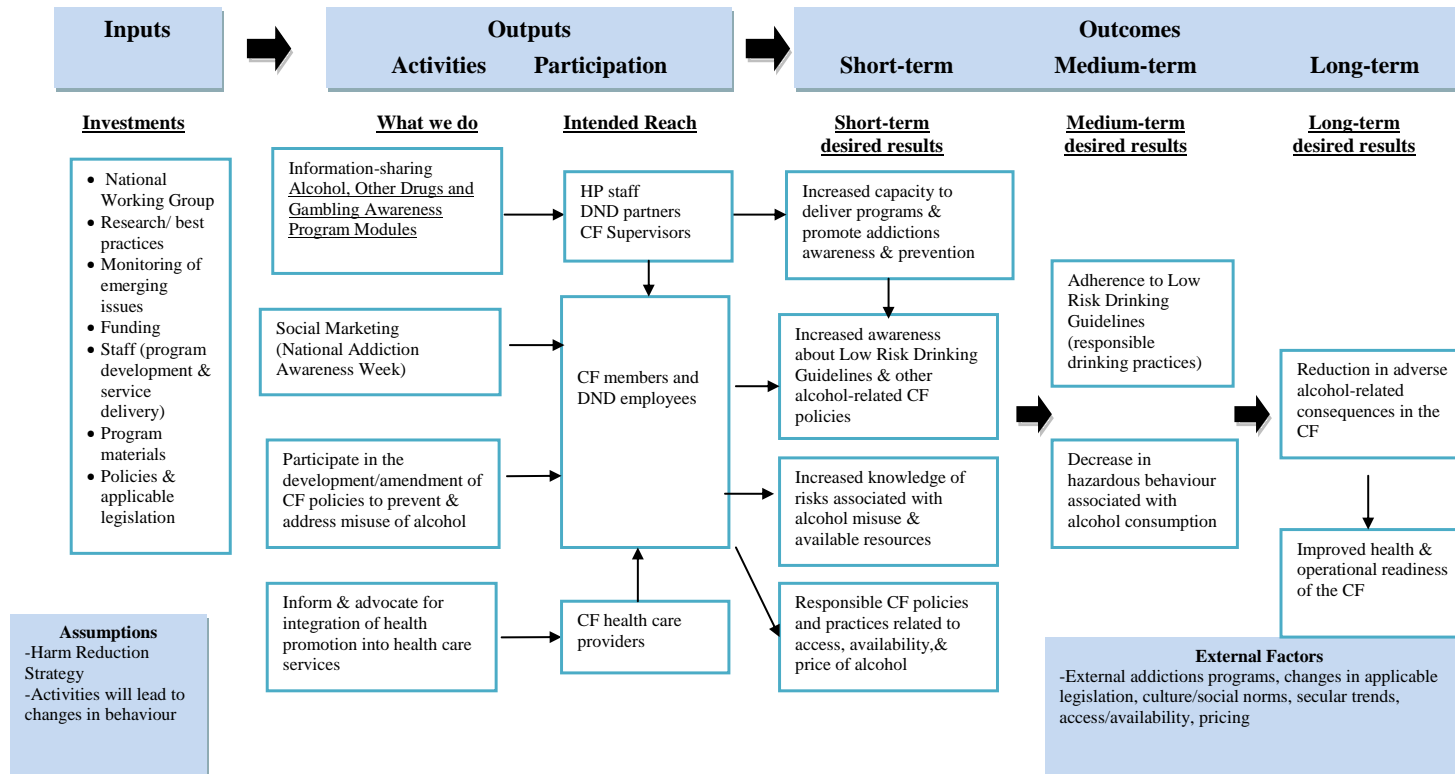 Inputs
Outputs
Activities Participation
Outcomes
Short-term Medium-term Long-term
Investments
• National
Working Group
• Research/ best
practices
• Monitoring of
emerging
issues
• Funding
• Staff (program
development &
service
delivery)
• Program
materials
• Policies &
applicable
legislation
What we do
Information-sharing
Alcohol, Other Drugs and
Gambling Awareness
Program Modules
Social Marketing
(National Addiction
Awareness Week)
Participate in the
development/amendment of
CF policies to prevent &
address misuse of alcohol
Inform & advocate for
integration of health
promotion into health care
services
Intended Reach
HP staff
DND partners
CF Supervisors
CF members and
DND employees
CF health care
providers
Short-term
desired results
Increased capacity to
deliver programs &
promote addictions
awareness & prevention
Increased awareness
about Low Risk Drinking
Guidelines & other
alcohol-related CF
policies
Increased knowledge of
risks associated with
alcohol misuse &
available resources
Responsible CF policies
and practices related to
access, availability,&
price of alcohol
Medium-term
desired results
Adherence to Low
Risk Drinking
Guidelines
(responsible
drinking practices)
Decrease in
hazardous behaviour
associated with
alcohol consumption
Long-term
desired results
Reduction in adverse
alcohol-related
consequences in the
CF
Improved health &
operational readiness
of the CF
Assumptions
-Harm Reduction
Strategy
-Activities will lead to
changes in behaviour
External Factors
-External addictions programs, changes in applicable
legislation, culture/social norms, secular trends,
access/availability, pricing